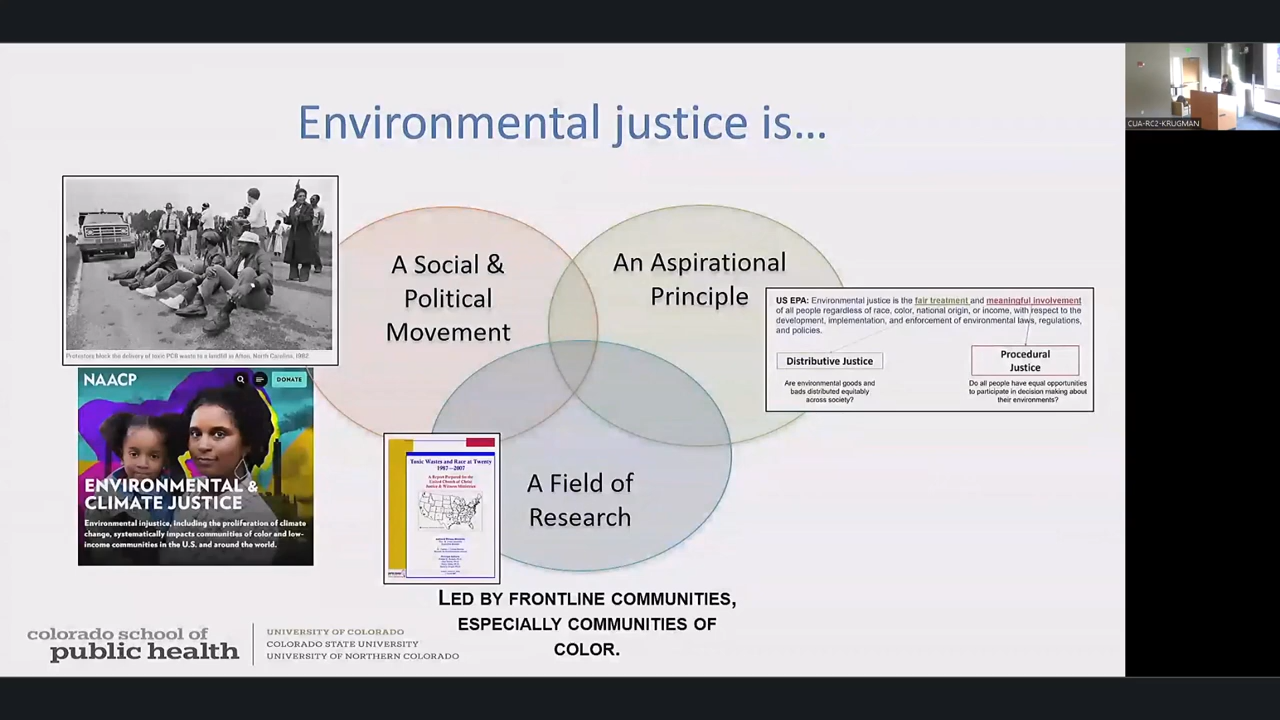 Environmental justice is...
A Social &
Political
Movement
An Aspirational
Principle
A Field of
Research
Protestors block the delivery of toxic PCB waste to a landfill in Afton, North Carolina, 1982
NAACP
DONATE
ENVIRONMENTAL &
CLIMATE JUSTICE
Environmental injustice, including the proliferation of climate
change, systematically impacts communities of color and low-
income communities in the U.S. and around the world.
US EPA: Environmental justice is the fair treatment and meaningful involvement
of all people regardless of race, color, national origin, or income, with respect to the
development, implementation, and enforcement of environmental laws, regulations,
and policies.
Distributive Justice
Are environmental goods and
bads distributed equitably
across society?
Procedural
Justice
Do all people have equal opportunities
to participate in decision making about
their environments?
Toxic Wastes and Race at Twenty
1987—2007
A Report Prepared for the
United Church of Christ
Justice & Witness Ministries
LED BY FRONTLINE COMMUNITIES,
ESPECIALLY COMMUNITIES OF
COLOR.
colorado school of
public health
UNIVERSITY OF COLORADO
COLORADO STATE UNIVERSITY
UNIVERSITY OF NORTHERN COLORADO
CUA-RC2-KRUGMAN